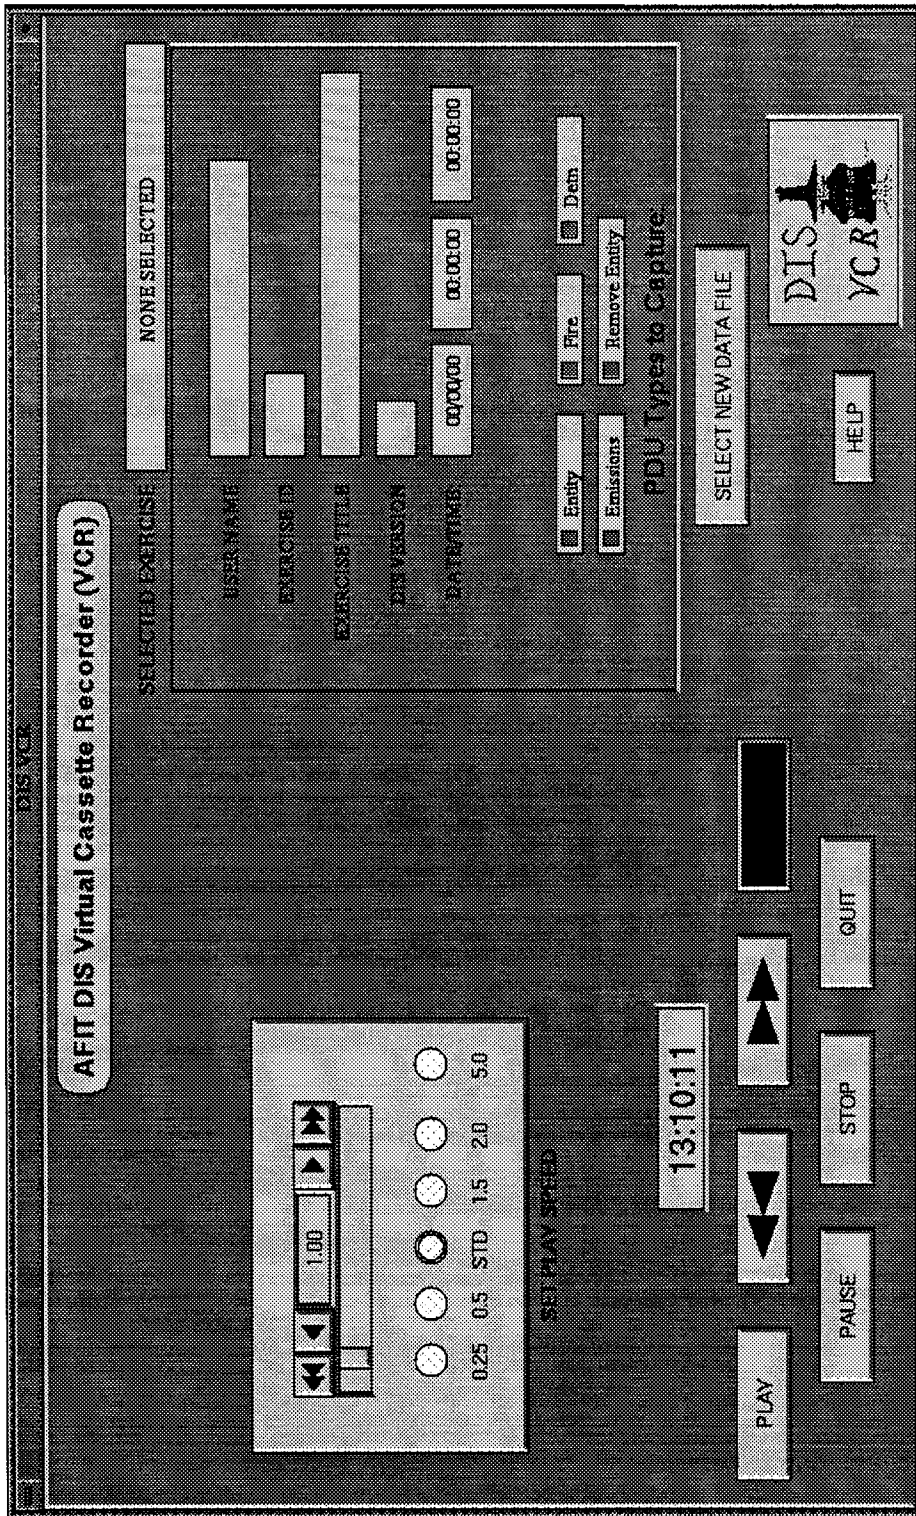 DIS VCR
AFIT DIS Virtual Cassette Recorder (VCR)
SELECTED EXERCISE
NONE SELECTED
USER NAME
EXERCISE ID
EXERCISE TITLE
DIS VERSION
DATE/TIME
00/00/00
00:00:00
00:00:00
Entity
Fire
Detn
Emissions
Remove Entity
PDU Types to Capture:
1.00
0.25
0.5
STD
1.5
2.0
5.0
SET PLAY SPEED
13:10:11
SELECT NEW DATA FILE
PLAY
PAUSE
STOP
QUIT
HELP
DIS
VCR